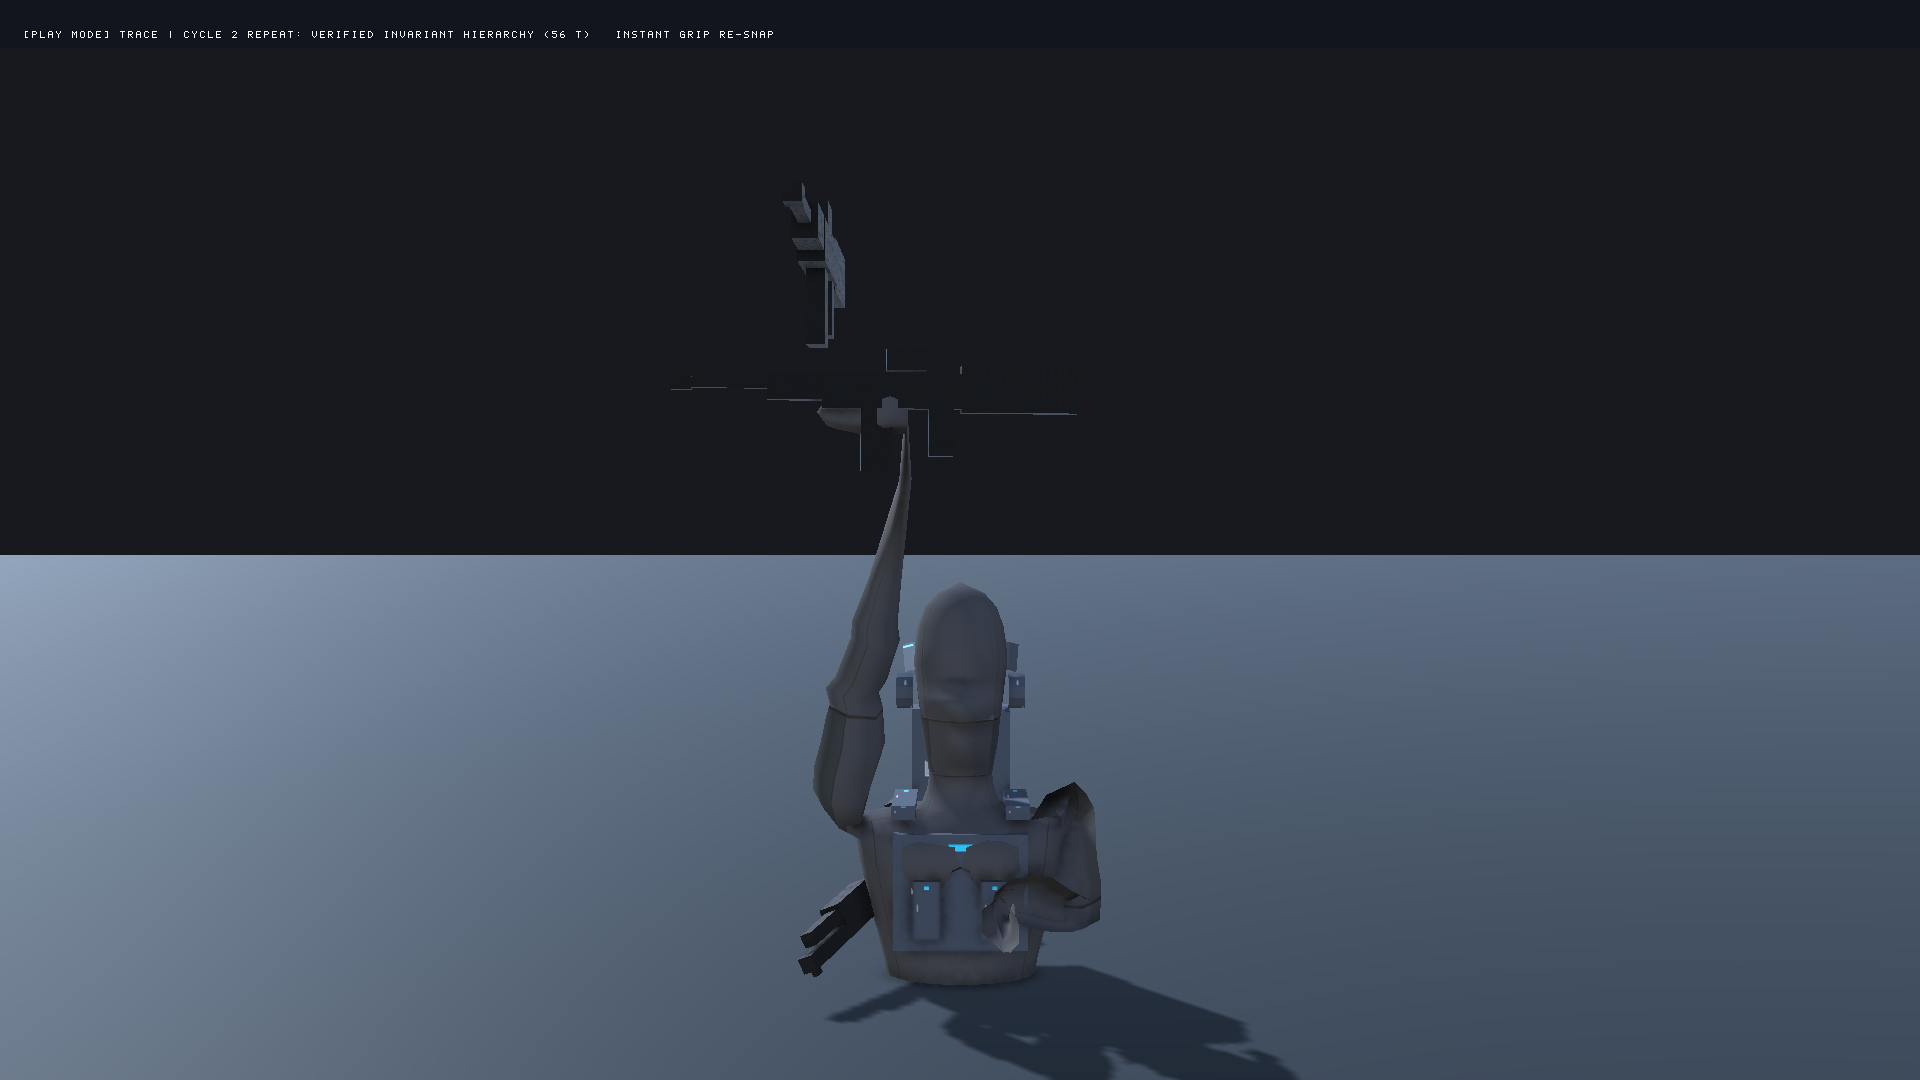 [PLAY MODE] TRACE | CYCLE 2 REPEAT: VERIFIED INVARIANT HIERARCHY (56 T)   INSTANT GRIP RE-SNAP